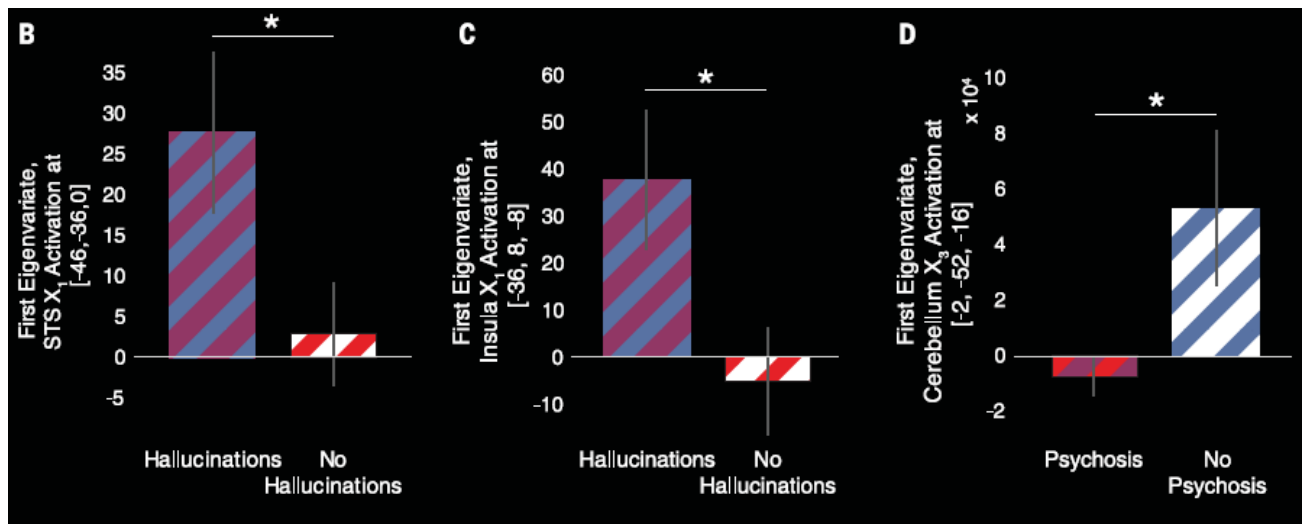 B
*
First Eigenvariate,
STS X1 Activation at
[-46,-36,0]
35
30
25
20
15
10
5
0
-5
Hallucinations
No
Hallucinations
C
*
First Eigenvariate,
Insula X1 Activation at
[-36, 8, -8]
60
50
40
30
20
10
0
-10
Hallucinations
No
Hallucinations
D
*
First Eigenvariate,
Cerebellum X3 Activation at
[-2, -52, -16]
x 10⁴
10
8
6
4
2
0
-2
Psychosis
No
Psychosis